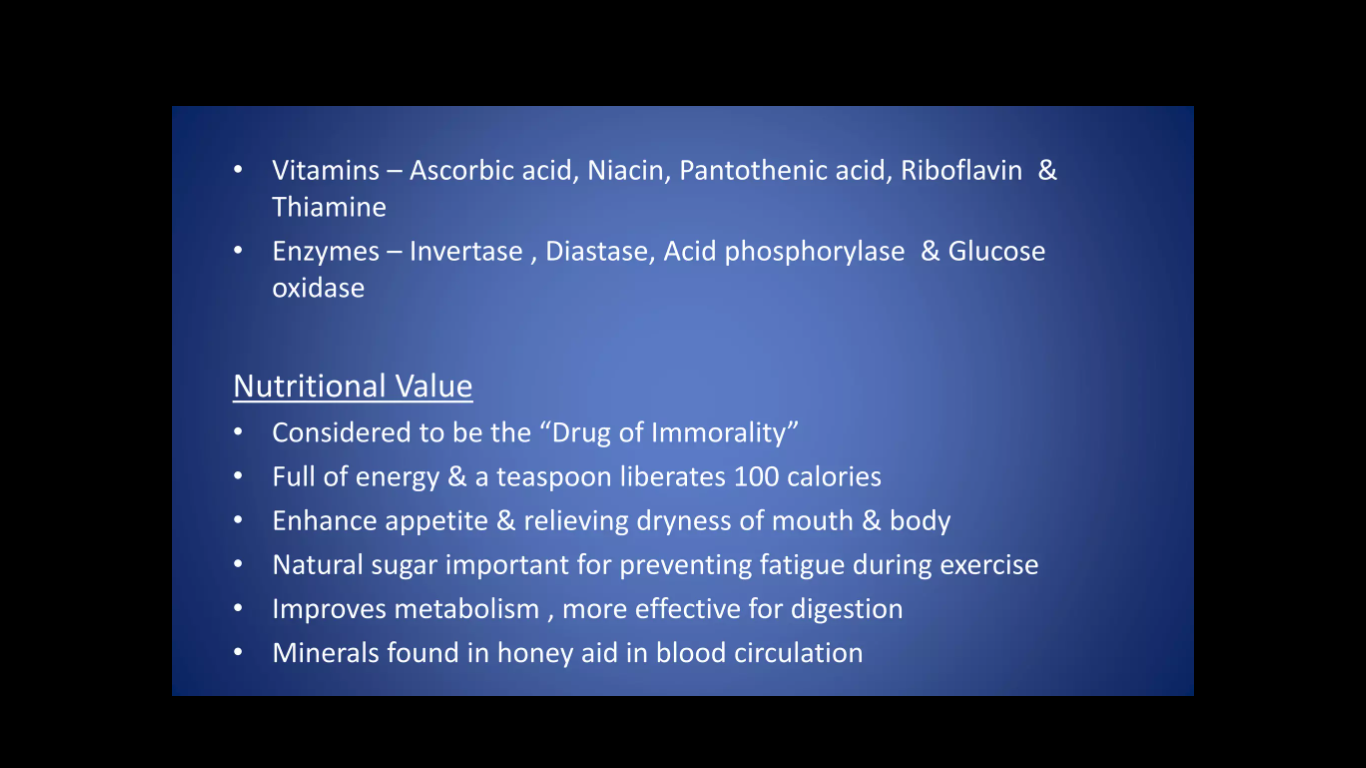 • Vitamins – Ascorbic acid, Niacin, Pantothenic acid, Riboflavin  &
Thiamine
• Enzymes – Invertase , Diastase, Acid phosphorylase  & Glucose
oxidase
Nutritional Value
• Considered to be the “Drug of Immorality”
• Full of energy & a teaspoon liberates 100 calories
• Enhance appetite & relieving dryness of mouth & body
• Natural sugar important for preventing fatigue during exercise
• Improves metabolism , more effective for digestion
• Minerals found in honey aid in blood circulation